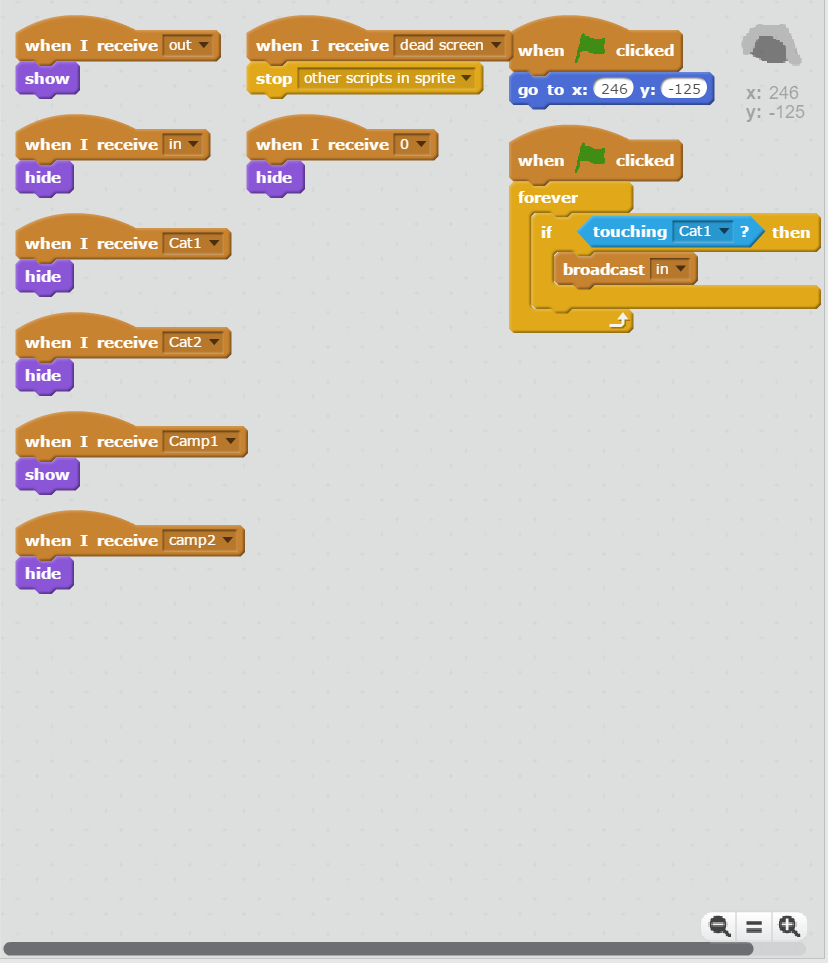 when I receive out
show
when I receive in
hide
when I receive Cat1
hide
when I receive Cat2
hide
when I receive Camp1
show
when I receive camp2
hide
when I receive dead screen
stop other scripts in sprite
when I receive 0
hide
when clicked
go to x: 246 y: -125
when clicked
forever
if touching Cat1 ? then
broadcast in
x: 246
y: -125